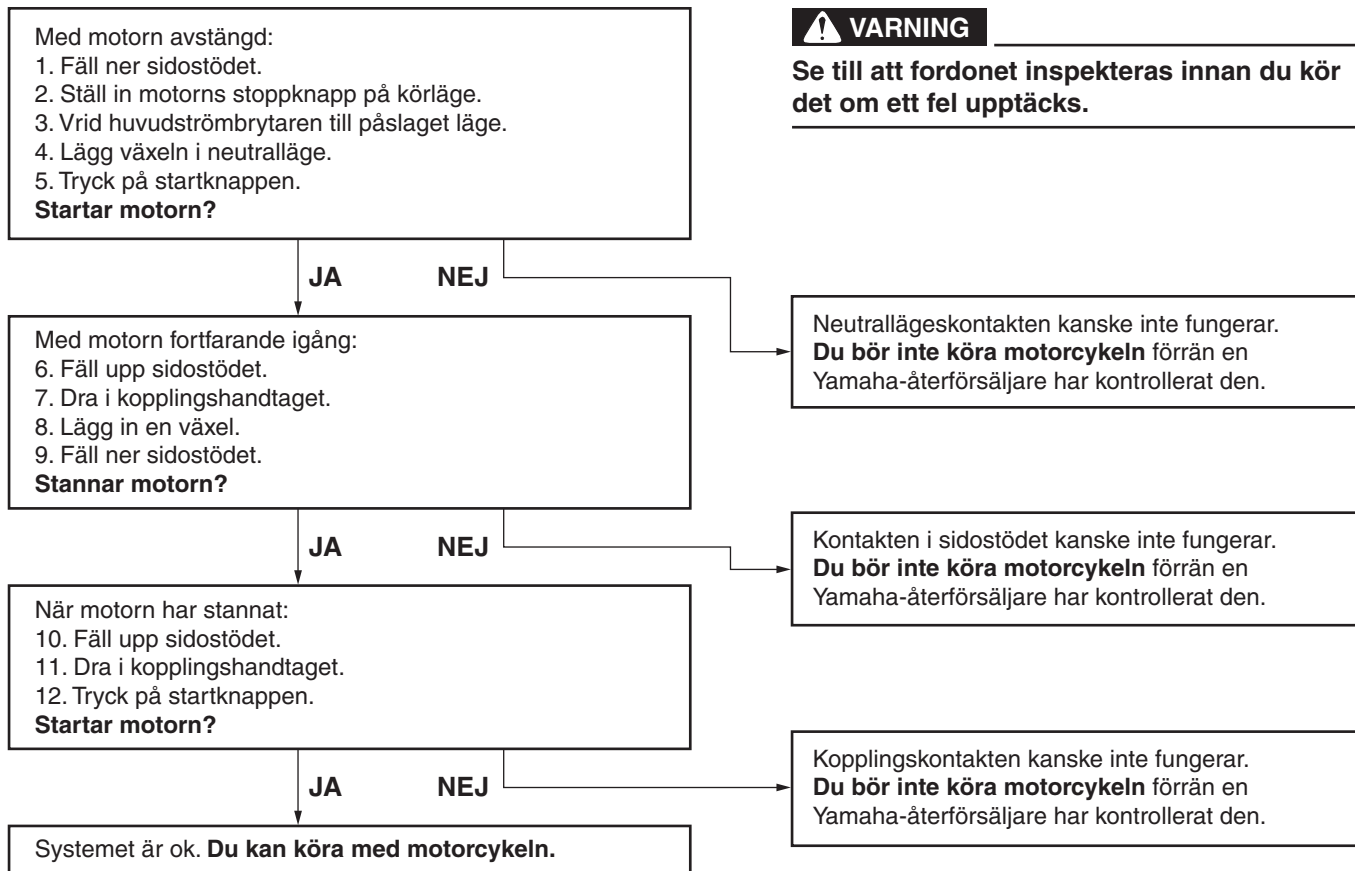 Med motorn avstängd:
1. Fäll ner sidostödet.
2. Ställ in motorns stoppknapp på körläge.
3. Vrid huvudströmbrytaren till påslaget läge.
4. Lägg växeln i neutralläge.
5. Tryck på startknappen.
Startar motorn?
VARNING
Se till att fordonet inspekteras innan du kör
det om ett fel upptäcks.
JA NEJ
Neutrallägeskontakten kanske inte fungerar.
Du bör inte köra motorcykeln förrän en
Yamaha-återförsäljare har kontrollerat den.
Med motorn fortfarande igång:
6. Fäll upp sidostödet.
7. Dra i kopplingshandtaget.
8. Lägg in en växel.
9. Fäll ner sidostödet.
Stannar motorn?
JA NEJ
Kontakten i sidostödet kanske inte fungerar.
Du bör inte köra motorcykeln förrän en
Yamaha-återförsäljare har kontrollerat den.
När motorn har stannat:
10. Fäll upp sidostödet.
11. Dra i kopplingshandtaget.
12. Tryck på startknappen.
Startar motorn?
JA NEJ
Kopplingskontakten kanske inte fungerar.
Du bör inte köra motorcykeln förrän en
Yamaha-återförsäljare har kontrollerat den.
Systemet är ok. Du kan köra med motorcykeln.